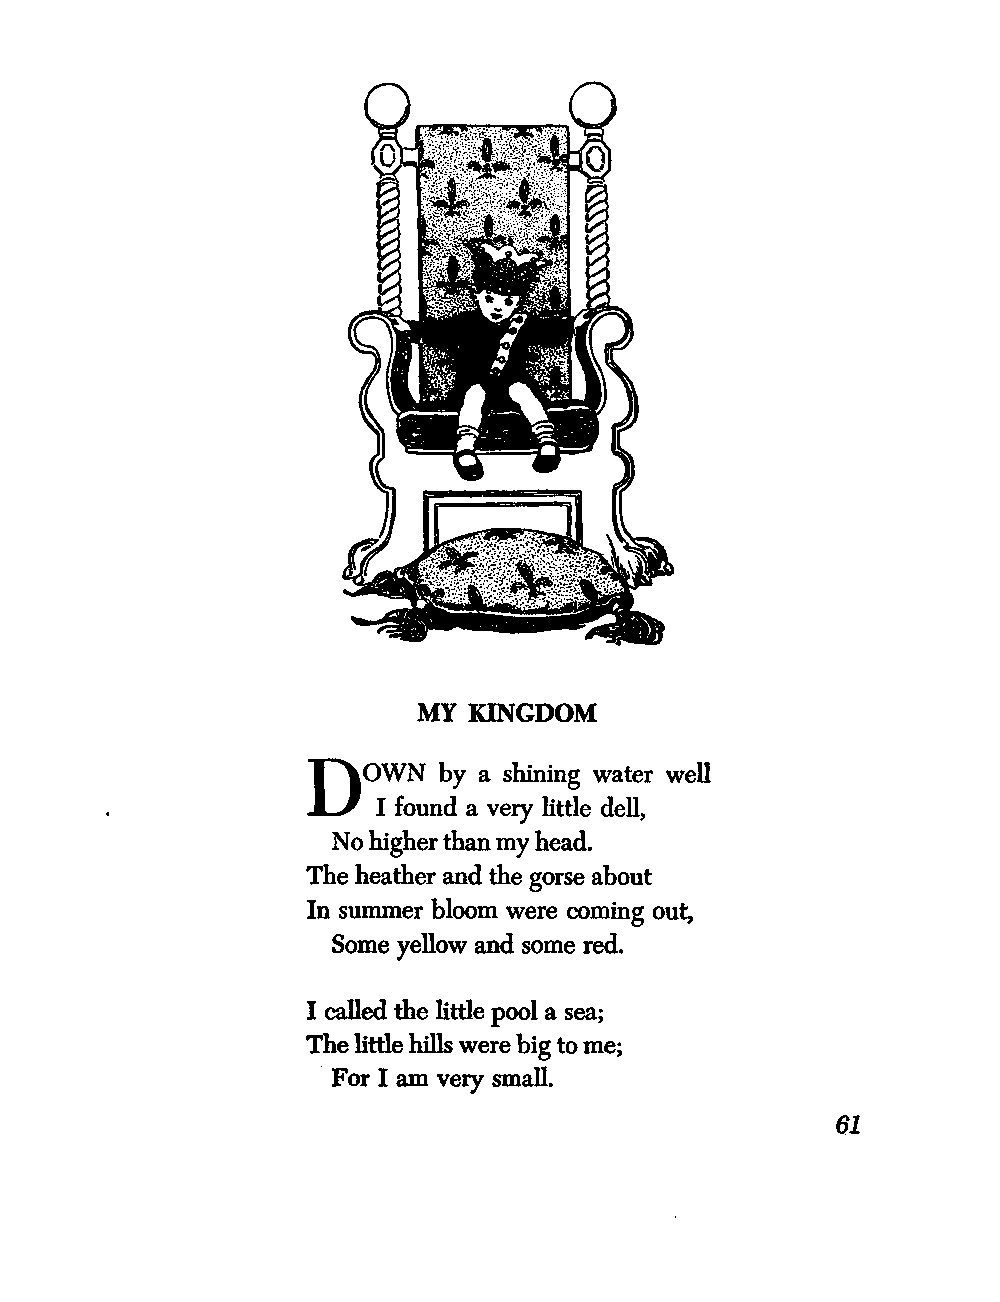 MY KINGDOM
DOWN by a shining water well
I found a very little dell,
No higher than my head.
The heather and the gorse about
In summer bloom were coming out,
Some yellow and some red.
I called the little pool a sea;
The little hills were big to me;
For I am very small.
61